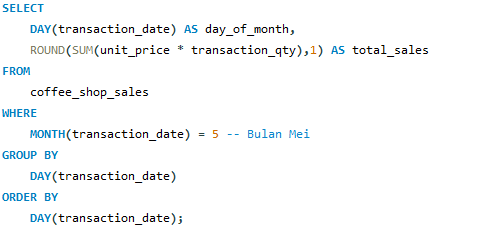 SELECT
DAY(transaction_date) AS day_of_month,
ROUND(SUM(unit_price * transaction_qty),1) AS total_sales
FROM
coffee_shop_sales
WHERE
MONTH(transaction_date) = 5 -- Bulan Mei
GROUP BY
DAY(transaction_date)
ORDER BY
DAY(transaction_date);